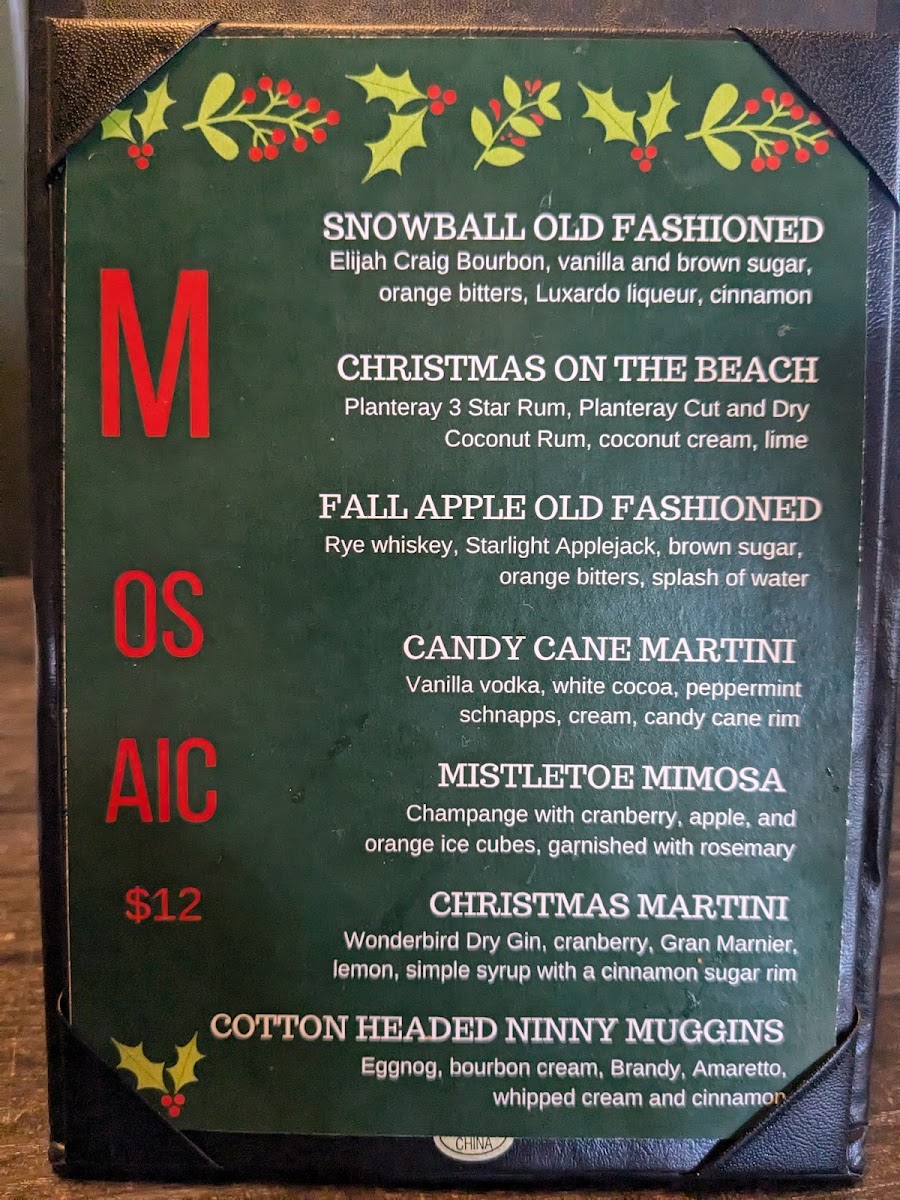 M
OS
AIC
$12
SNOWBALL OLD FASHIONED
Elijah Craig Bourbon, vanilla and brown sugar,
orange bitters, Luxardo liqueur, cinnamon
CHRISTMAS ON THE BEACH
Planteray 3 Star Rum, Planteray Cut and Dry
Coconut Rum, coconut cream, lime
FALL APPLE OLD FASHIONED
Rye whiskey, Starlight Applejack, brown sugar,
orange bitters, splash of water
CANDY CANE MARTINI
Vanilla vodka, white cocoa, peppermint
schnapps, cream, candy cane rim
MISTLETOE MIMOSA
Champange with cranberry, apple, and
orange ice cubes, garnished with rosemary
CHRISTMAS MARTINI
Wonderbird Dry Gin, cranberry, Gran Marnier,
lemon, simple syrup with a cinnamon sugar rim
COTTON HEADED NINNY MUGGINS
Eggnog, bourbon cream, Brandy, Amaretto,
whipped cream and cinnamon
CHINA